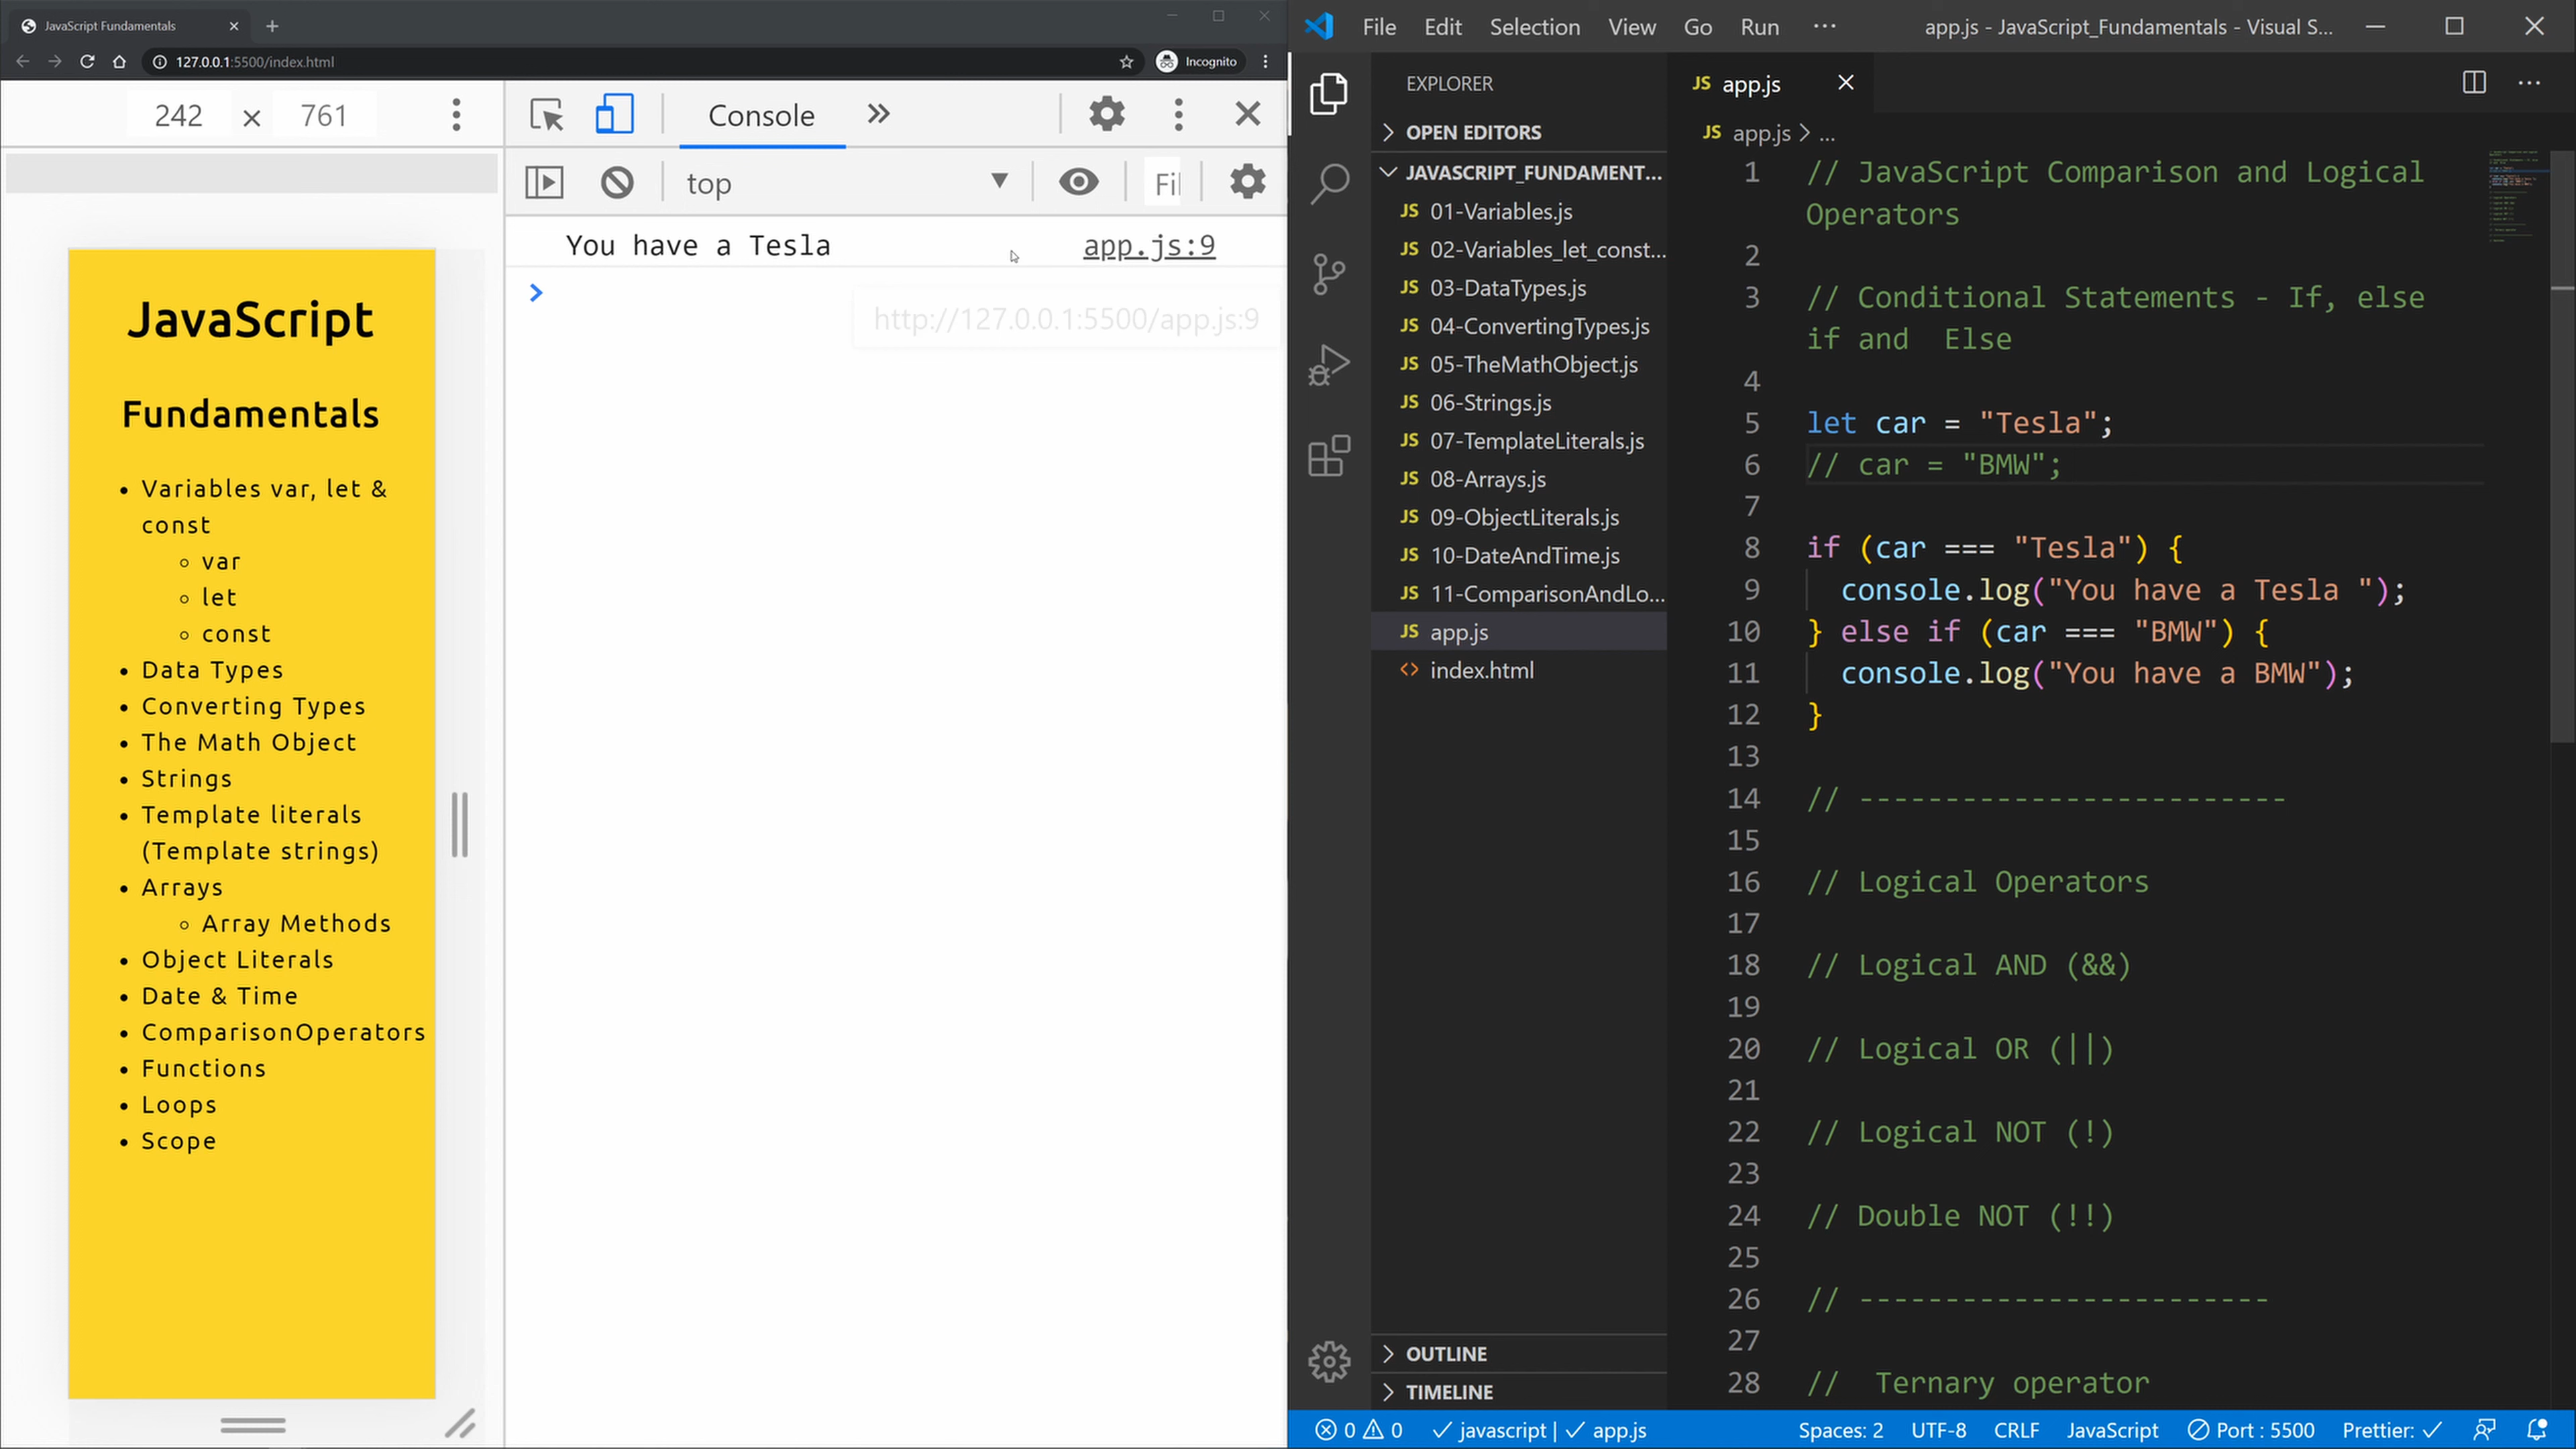 JavaScript Fundamentals
127.0.0.1:5500/index.html
Incognito
242 × 761
Console
top
Fil
You have a Tesla app.js:9
http://127.0.0.1:5500/app.js:9
JavaScript
Fundamentals
Variables var, let &
const
var
let
const
Data Types
Converting Types
The Math Object
Strings
Template literals
(Template strings)
Arrays
Array Methods
Object Literals
Date & Time
ComparisonOperators
Functions
Loops
Scope
File Edit Selection View Go Run ··· app.js - JavaScript_Fundamentals - Visual S...
EXPLORER
OPEN EDITORS
JAVASCRIPT_FUNDAMENT...
JS 01-Variables.js
JS 02-Variables_let_const...
JS 03-DataTypes.js
JS 04-ConvertingTypes.js
JS 05-TheMathObject.js
JS 06-Strings.js
JS 07-TemplateLiterals.js
JS 08-Arrays.js
JS 09-ObjectLiterals.js
JS 10-DateAndTime.js
JS 11-ComparisonAndLo...
JS app.js
<> index.html
OUTLINE
TIMELINE
JS app.js
JS app.js > ...
1 // JavaScript Comparison and Logical
Operators
2
3 // Conditional Statements - If, else
if and  Else
4
5 let car = "Tesla";
6 // car = "BMW";
7
8 if (car === "Tesla") {
9 console.log("You have a Tesla ");
10 } else if (car === "BMW") {
11 console.log("You have a BMW");
12 }
13
14 // -------------------------
15
16 // Logical Operators
17
18 // Logical AND (&&)
19
20 // Logical OR (||)
21
22 // Logical NOT (!)
23
24 // Double NOT (!!)
25
26 // ------------------------
27
28 //  Ternary operator
0 0 javascript | app.js Spaces: 2 UTF-8 CRLF JavaScript Port : 5500 Prettier: ✓